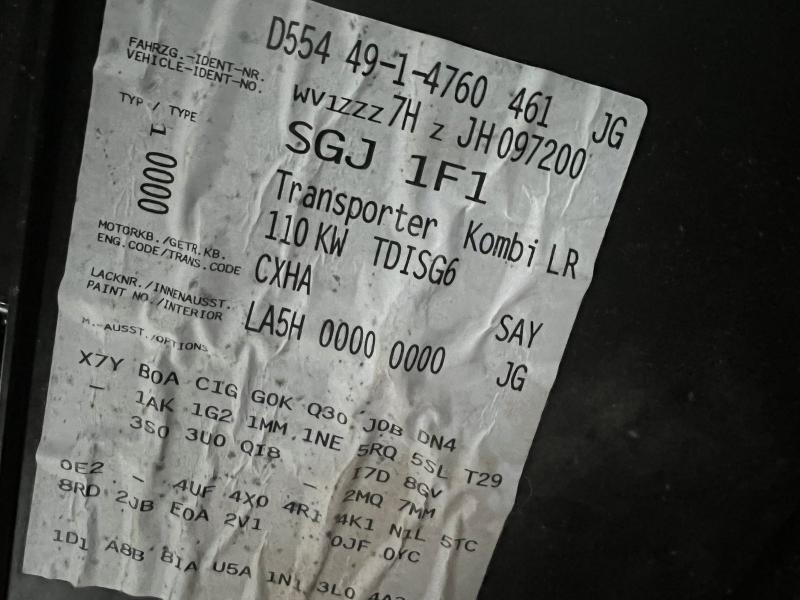 D554 49-1-4760 461 JG
FAHRZG.-IDENT-NR.
VEHICLE-IDENT-NO.
WV1ZZZ7H Z JH097200
TYP / TYPE
SGJ 1F1
Transporter Kombi LR
110 KW TDISG6
MOTORKB./GETR.KB.
ENG.CODE/TRANS.CODE
CXHA SAY
LACKNR./INNENAUSST.
PAINT NO./INTERIOR
LA5H 0000 0000 JG
M.-AUSST./OPTIONS
X7Y B0A CIG G0K Q30 J0B DN4
- 1AK 1G2 1MM 1NE 5RQ 5SL T29
3S0 3U0 QI8 - I7D 8GV
0E2 - 4UF 4X0 4R1 2MQ 7MM
8RD 2JB E0A 2V1 4K1 N1L 5TC
0JF 0YC
1D1 A8B 8IA U5A 1N1 3L0